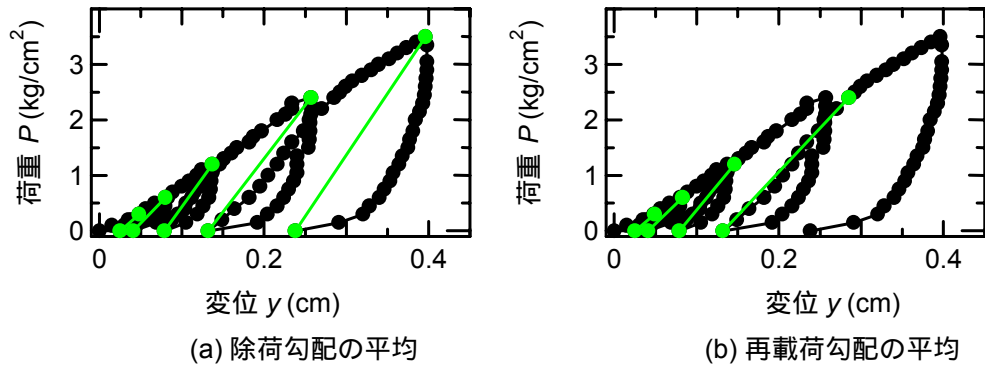 荷重 P (kg/cm2)
3
2
1
0
0 0.2 0.4
変位 y (cm)
(a) 除荷勾配の平均
荷重 P (kg/cm2)
3
2
1
0
0 0.2 0.4
変位 y (cm)
(b) 再載荷勾配の平均